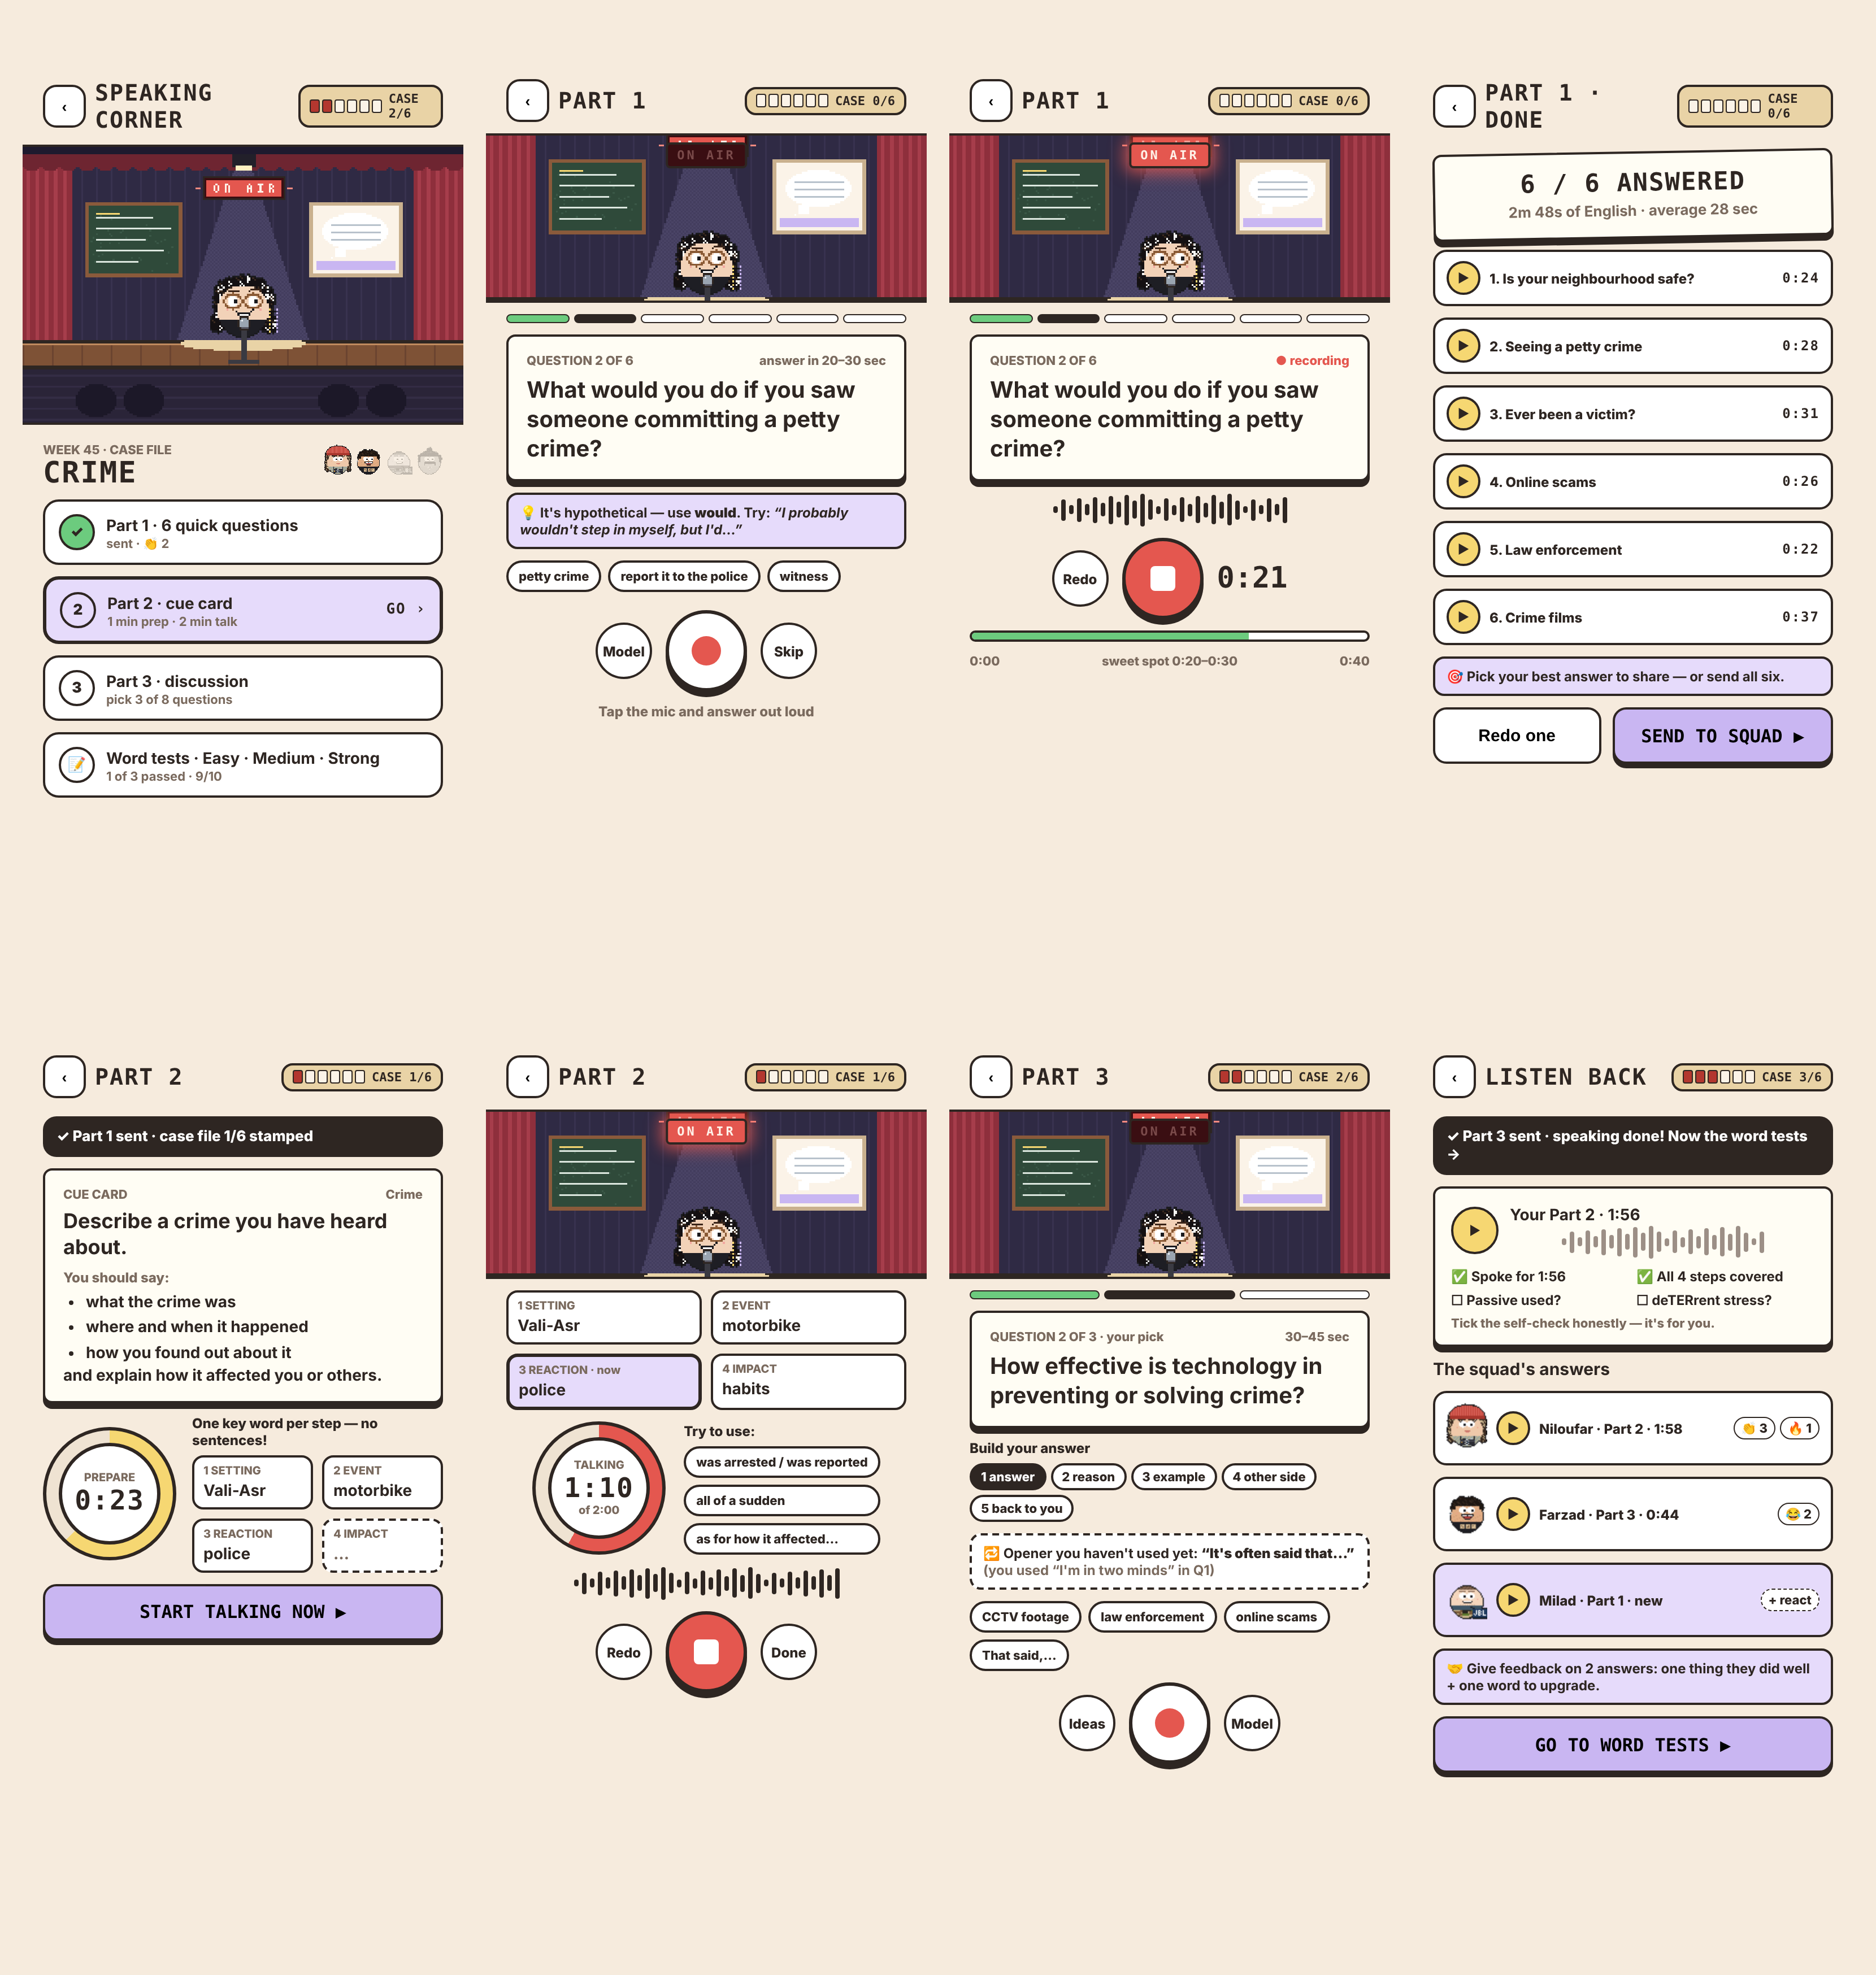 SPEAKING
CORNER
CASE
2/6
ON AIR
WEEK 45 · CASE FILE
CRIME
Part 1 · 6 quick questions
sent · 👏 2
2
Part 2 · cue card
1 min prep · 2 min talk
GO ›
3
Part 3 · discussion
pick 3 of 8 questions
Word tests · Easy · Medium · Strong
1 of 3 passed · 9/10
PART 1
CASE 0/6
ON AIR
QUESTION 2 OF 6
answer in 20–30 sec
What would you do if you saw
someone committing a petty
crime?
💡 It's hypothetical — use would. Try: “I probably
wouldn't step in myself, but I'd…”
petty crime
report it to the police
witness
Model
Skip
Tap the mic and answer out loud
PART 1
CASE 0/6
ON AIR
QUESTION 2 OF 6
● recording
What would you do if you saw
someone committing a petty
crime?
Redo
0:21
0:00
sweet spot 0:20–0:30
0:40
PART 1 ·
DONE
CASE
0/6
6 / 6 ANSWERED
2m 48s of English · average 28 sec
1. Is your neighbourhood safe?
0:24
2. Seeing a petty crime
0:28
3. Ever been a victim?
0:31
4. Online scams
0:26
5. Law enforcement
0:22
6. Crime films
0:37
🎯 Pick your best answer to share — or send all six.
Redo one
SEND TO SQUAD ▶
PART 2
CASE 1/6
✓ Part 1 sent · case file 1/6 stamped
CUE CARD
Crime
Describe a crime you have heard
about.
You should say:
• what the crime was
• where and when it happened
• how you found out about it
and explain how it affected you or others.
PREPARE
0:23
One key word per step — no
sentences!
1 SETTING
Vali-Asr
2 EVENT
motorbike
3 REACTION
police
4 IMPACT
…
START TALKING NOW ▶
PART 2
CASE 1/6
ON AIR
1 SETTING
Vali-Asr
2 EVENT
motorbike
3 REACTION · now
police
4 IMPACT
habits
TALKING
1:10
of 2:00
Try to use:
was arrested / was reported
all of a sudden
as for how it affected…
Redo
Done
PART 3
CASE 2/6
ON AIR
QUESTION 2 OF 3 · your pick
30–45 sec
How effective is technology in
preventing or solving crime?
Build your answer
1 answer
2 reason
3 example
4 other side
5 back to you
🔁 Opener you haven't used yet: “It's often said that…”
(you used “I'm in two minds” in Q1)
CCTV footage
law enforcement
online scams
That said,…
Ideas
Model
LISTEN BACK
CASE 3/6
✓ Part 3 sent · speaking done! Now the word tests
→
Your Part 2 · 1:56
✅ Spoke for 1:56
✅ All 4 steps covered
☐ Passive used?
☐ deTERrent stress?
Tick the self-check honestly — it's for you.
The squad's answers
Niloufar · Part 2 · 1:58
👏 3
🔥 1
Farzad · Part 3 · 0:44
😂 2
JBL
Milad · Part 1 · new
+ react
🤝 Give feedback on 2 answers: one thing they did well
+ one word to upgrade.
GO TO WORD TESTS ▶